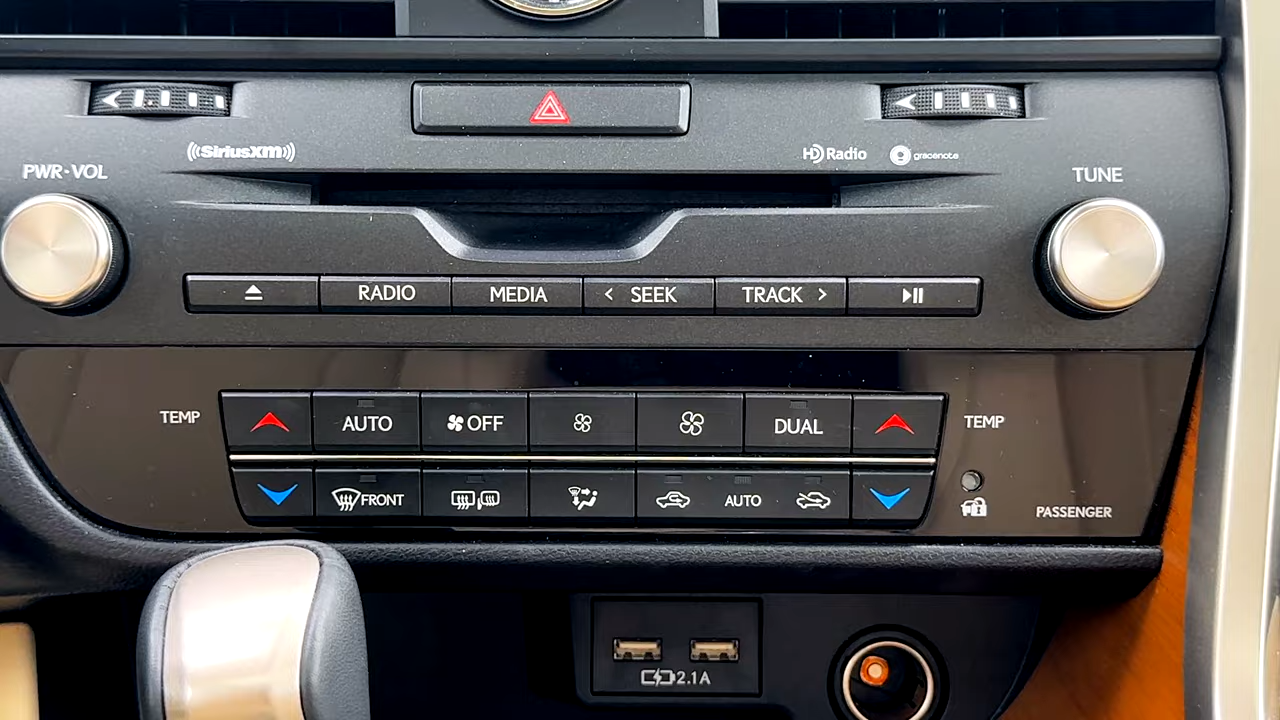 SiriusXM
HD Radio gracenote
PWR·VOL
TUNE
RADIO MEDIA < SEEK TRACK >
TEMP AUTO OFF DUAL TEMP
FRONT AUTO
PASSENGER
2.1A